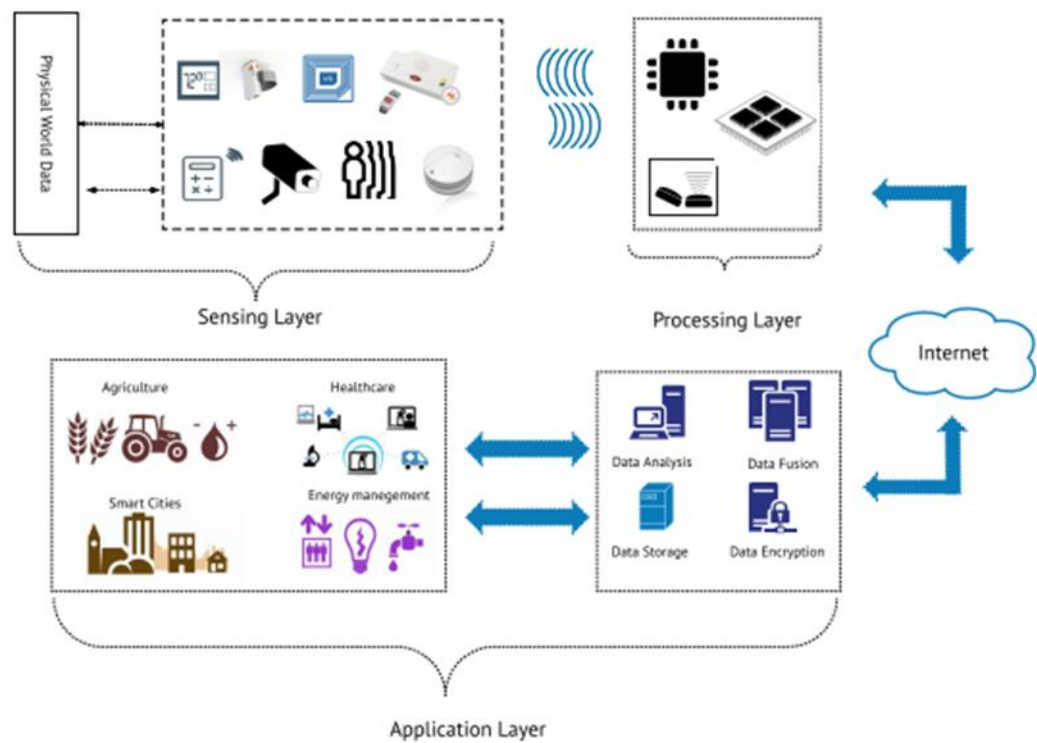 Physical World Data
Sensing Layer
Processing Layer
Internet
Agriculture
Healthcare
Smart Cities
Energy manegement
Data Analysis
Data Fusion
Data Storage
Data Encryption
Application Layer